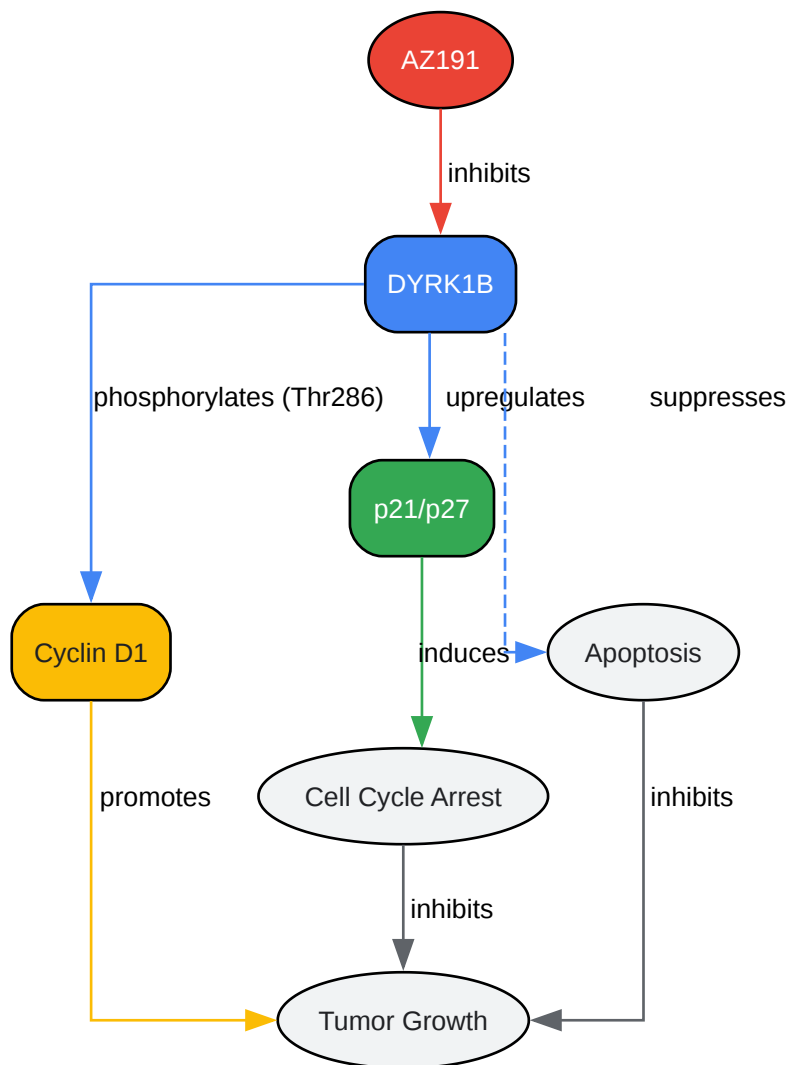 AZ191
inhibits
DYRK1B
phosphorylates (Thr286)
upregulates
suppresses
p21/p27
Cyclin D1
induces
Apoptosis
promotes
Cell Cycle Arrest
inhibits
inhibits
Tumor Growth